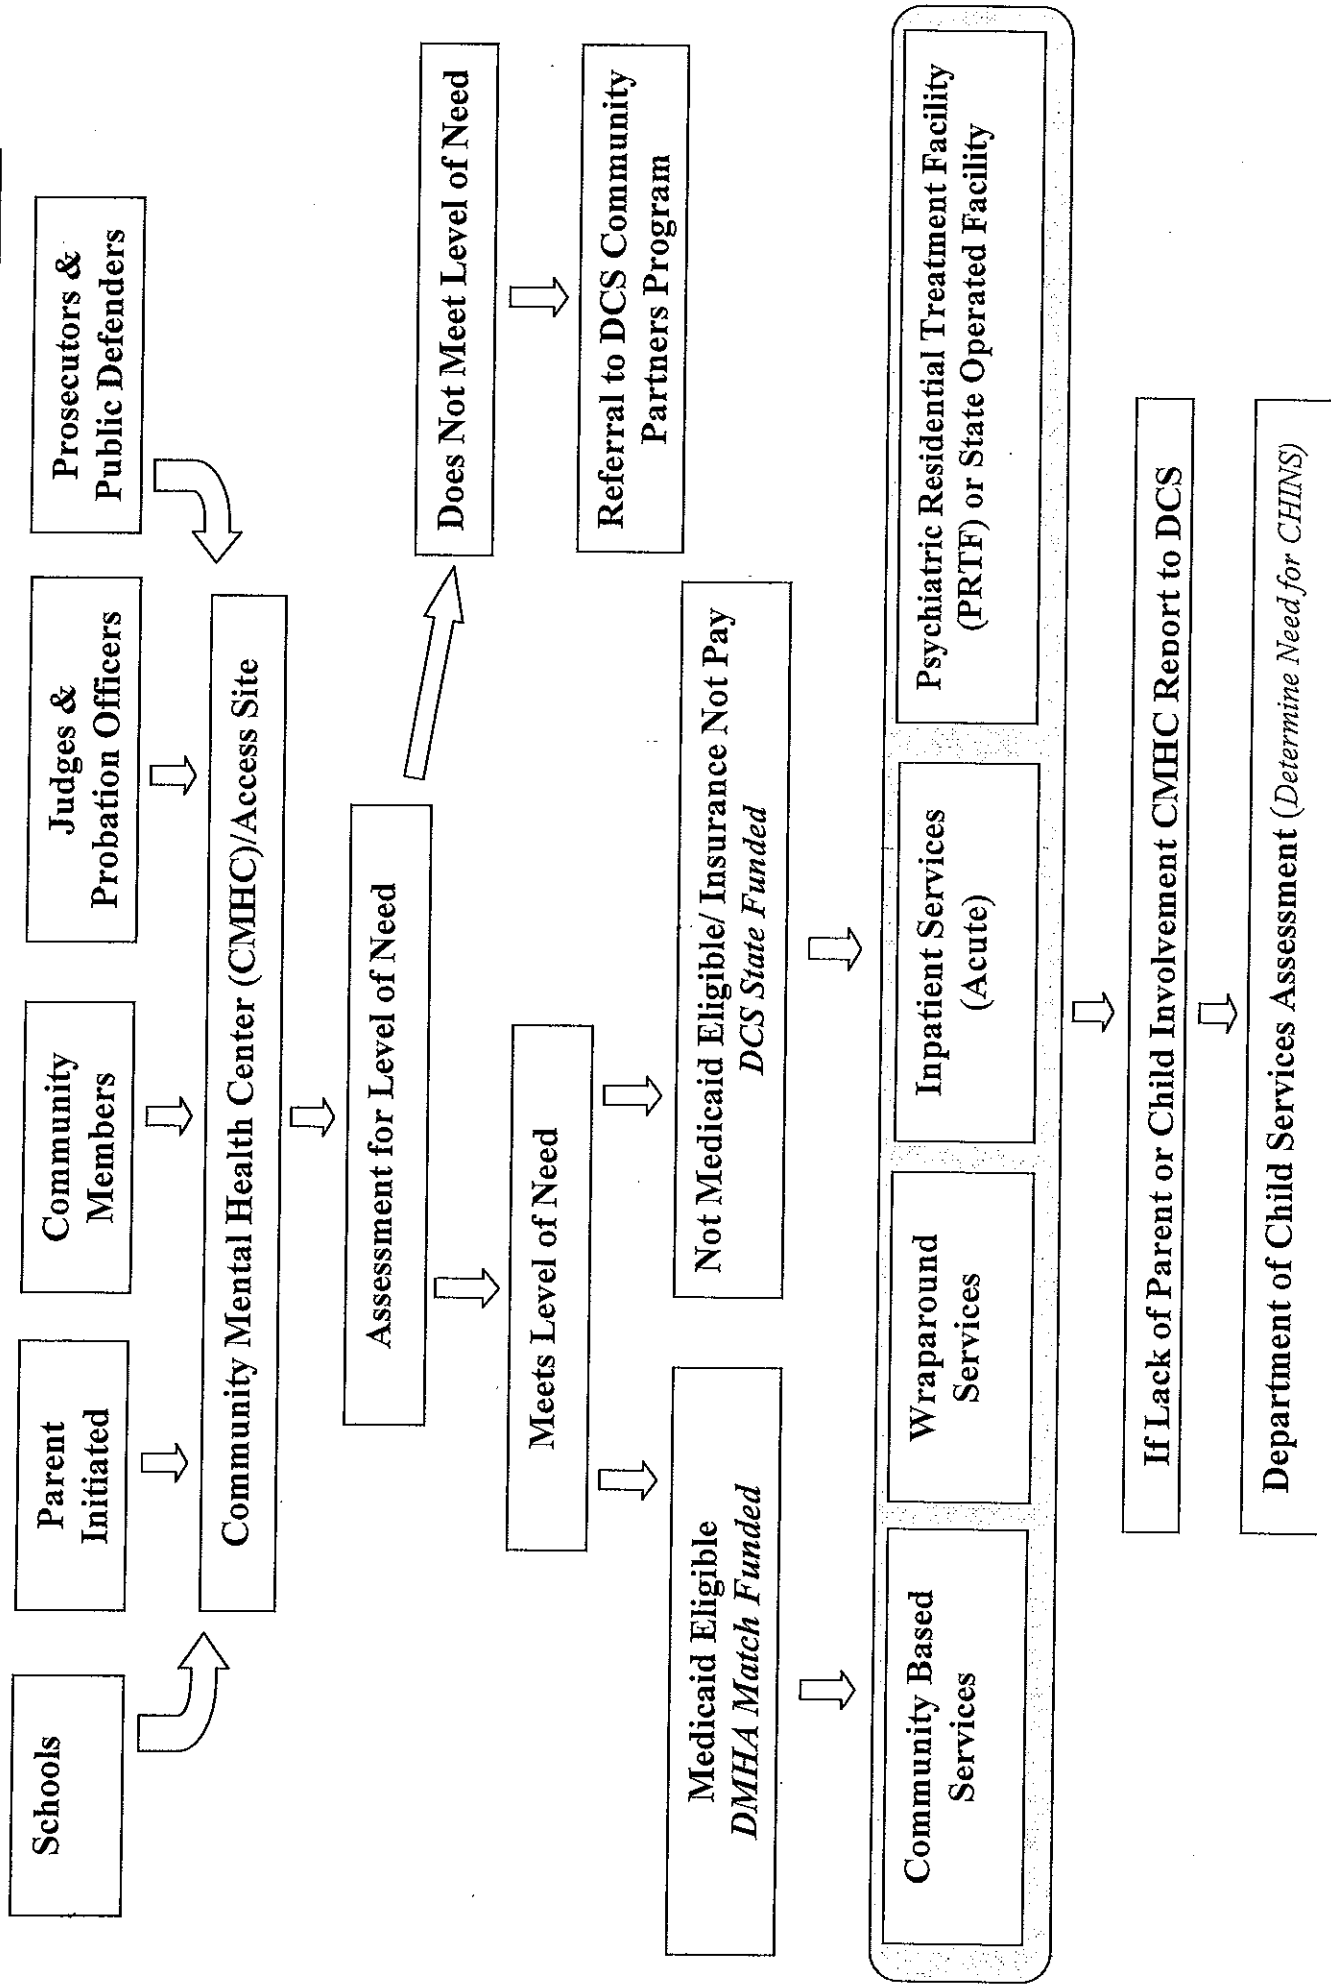 Schools
Parent
Initiated
Community
Members
Judges &
Probation Officers
Prosecutors &
Public Defenders
Community Mental Health Center (CMHC)/Access Site
Assessment for Level of Need
Does Not Meet Level of Need
Meets Level of Need
Referral to DCS Community
Partners Program
Medicaid Eligible
DMHA Match Funded
Not Medicaid Eligible/ Insurance Not Pay
DCS State Funded
Community Based
Services
Wraparound
Services
Inpatient Services
(Acute)
Psychiatric Residential Treatment Facility
(PRTF) or State Operated Facility
If Lack of Parent or Child Involvement CMHC Report to DCS
Department of Child Services Assessment (Determine Need for CHINS)